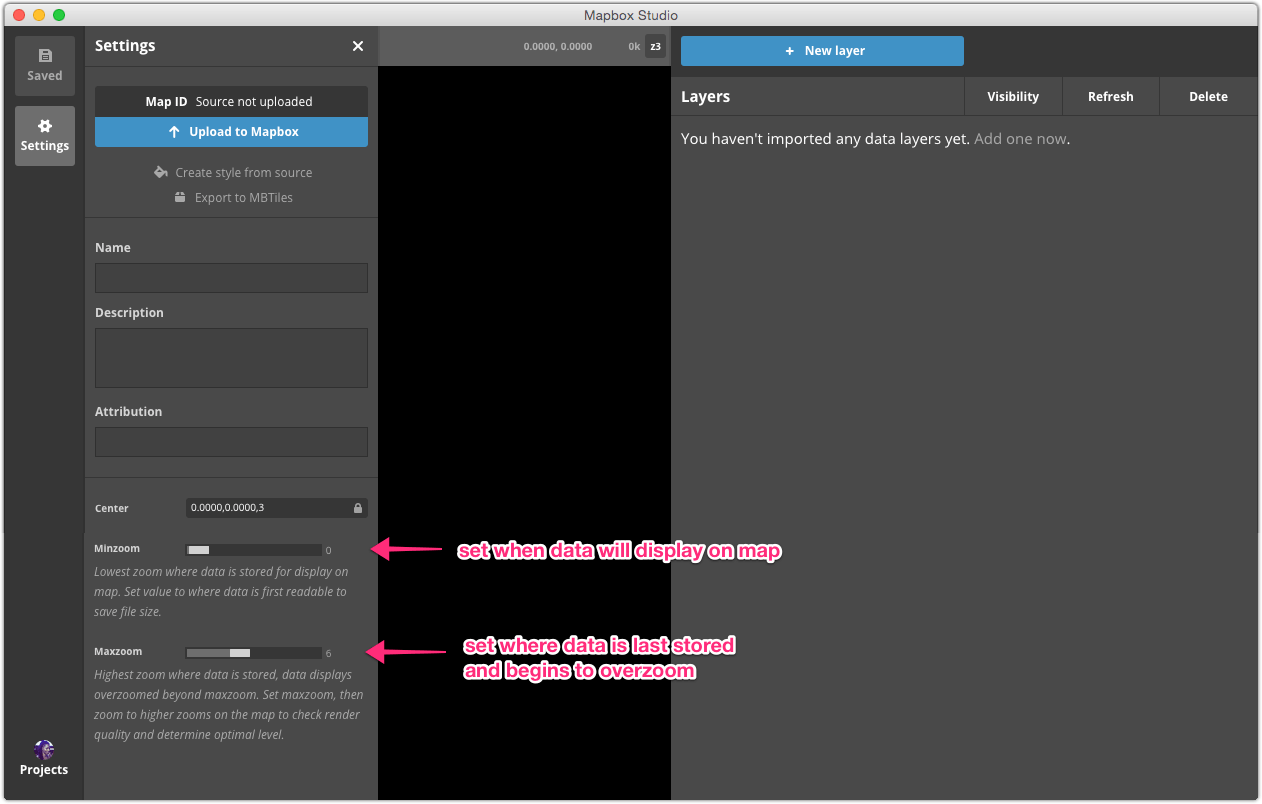 Mapbox Studio
Saved
Settings
Projects
Settings
Map ID Source not uploaded
Upload to Mapbox
Create style from source
Export to MBTiles
Name
Description
Attribution
Center 0.0000,0.0000,3
Minzoom 0
Lowest zoom where data is stored for display on
map. Set value to where data is first readable to
save file size.
Maxzoom 6
Highest zoom where data is stored, data displays
overzoomed beyond maxzoom. Set maxzoom, then
zoom to higher zooms on the map to check render
quality and determine optimal level.
0.0000, 0.0000 0k z3
set when data will display on map
set where data is last stored
and begins to overzoom
+ New layer
Layers Visibility Refresh Delete
You haven't imported any data layers yet. Add one now.